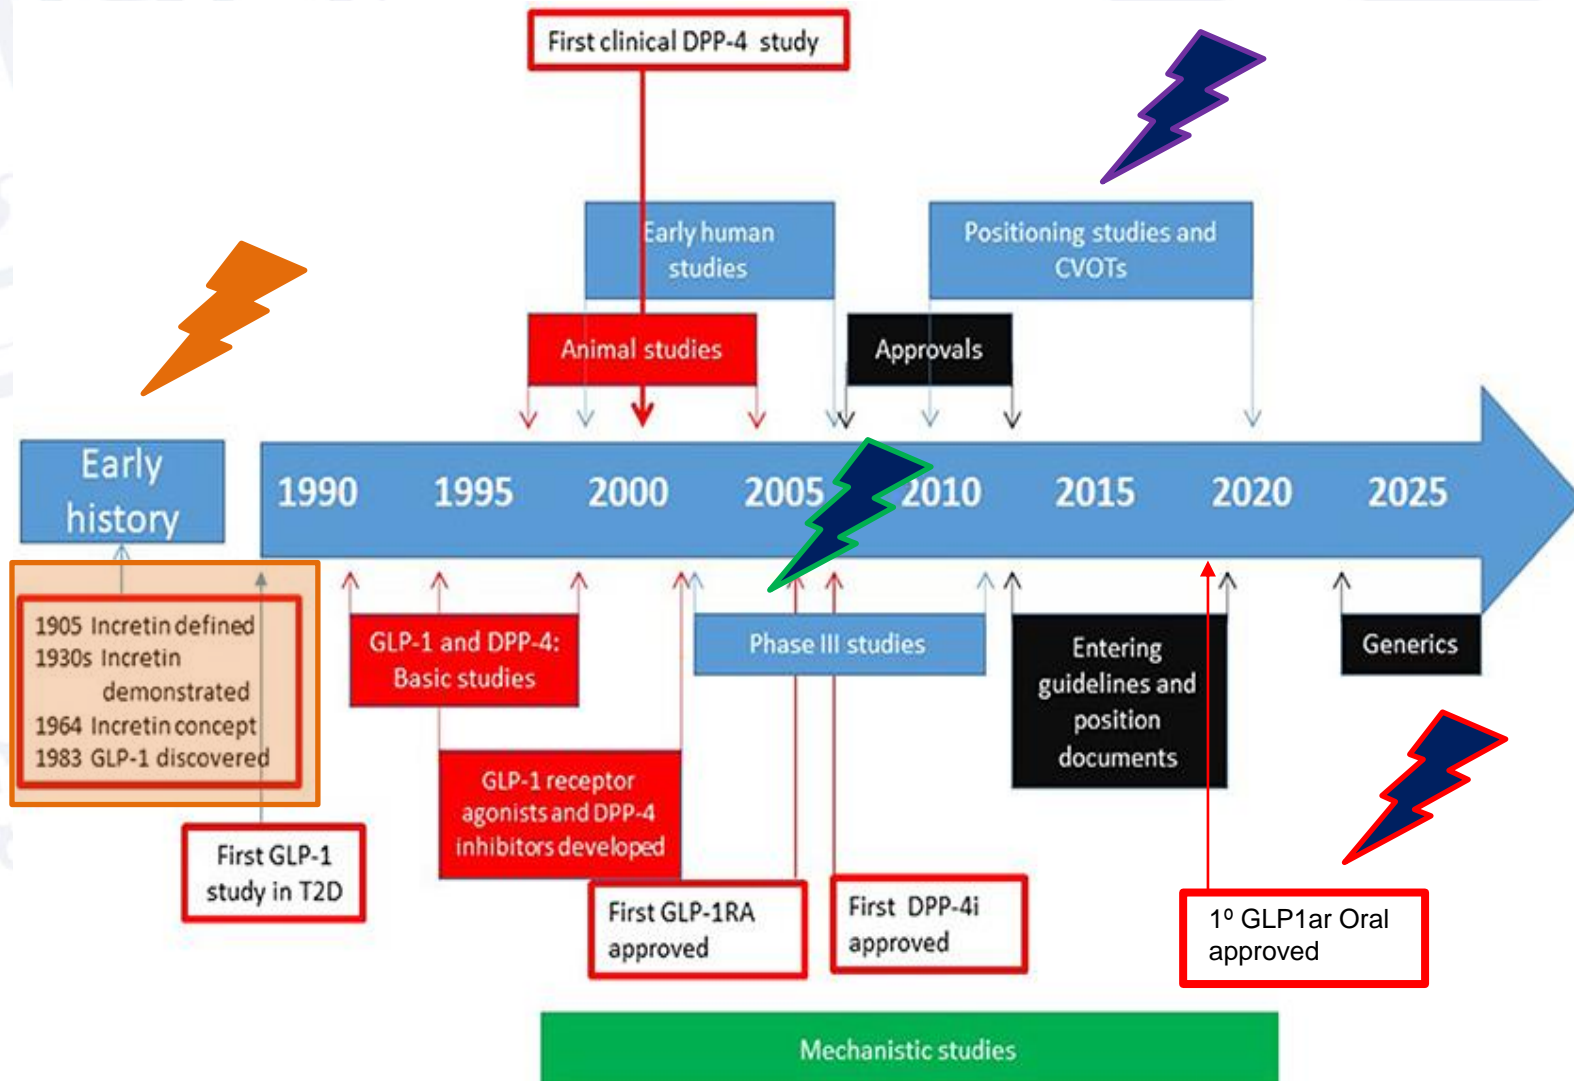 First clinical DPP-4 study
Early human
studies
Positioning studies and
CVOTs
Animal studies
Approvals
Early
history
1990 1995 2000 2005 2010 2015 2020 2025
1905 Incretin defined
1930s Incretin
demonstrated
1964 Incretin concept
1983 GLP-1 discovered
GLP-1 and DPP-4:
Basic studies
Phase III studies
Entering
guidelines and
position
documents
Generics
GLP-1 receptor
agonists and DPP-4
inhibitors developed
First GLP-1
study in T2D
First GLP-1RA
approved
First DPP-4i
approved
1º GLP1ar Oral
approved
Mechanistic studies